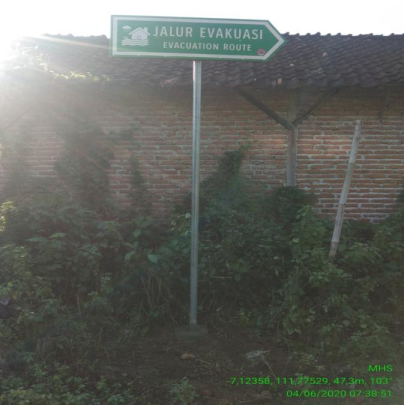 JALUR EVAKUASI
EVACUATION ROUTE
MHS
-7,12358, 111,27529, 47,3m, 103°
04/06/2020 07:38:51